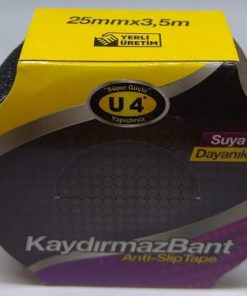 25mmx3,5m
YERLİ
ÜRETİM
"Süper Güçlü"
U4
Yapıştırıcı
Suya
Dayanık
KaydırmazBant
Anti-SlipTape